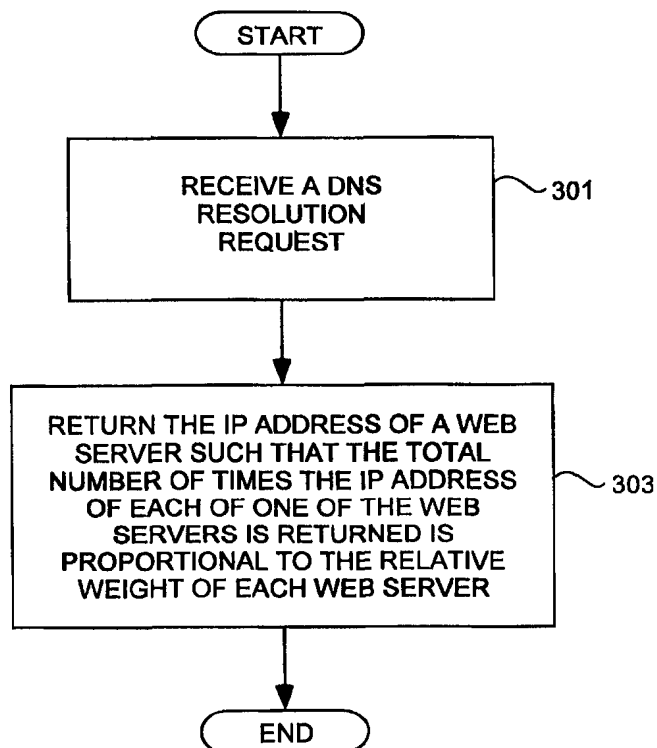 START
RECEIVE A DNS
RESOLUTION
REQUEST
301
RETURN THE IP ADDRESS OF A WEB
SERVER SUCH THAT THE TOTAL
NUMBER OF TIMES THE IP ADDRESS
OF EACH OF ONE OF THE WEB
SERVERS IS RETURNED IS
PROPORTIONAL TO THE RELATIVE
WEIGHT OF EACH WEB SERVER
303
END